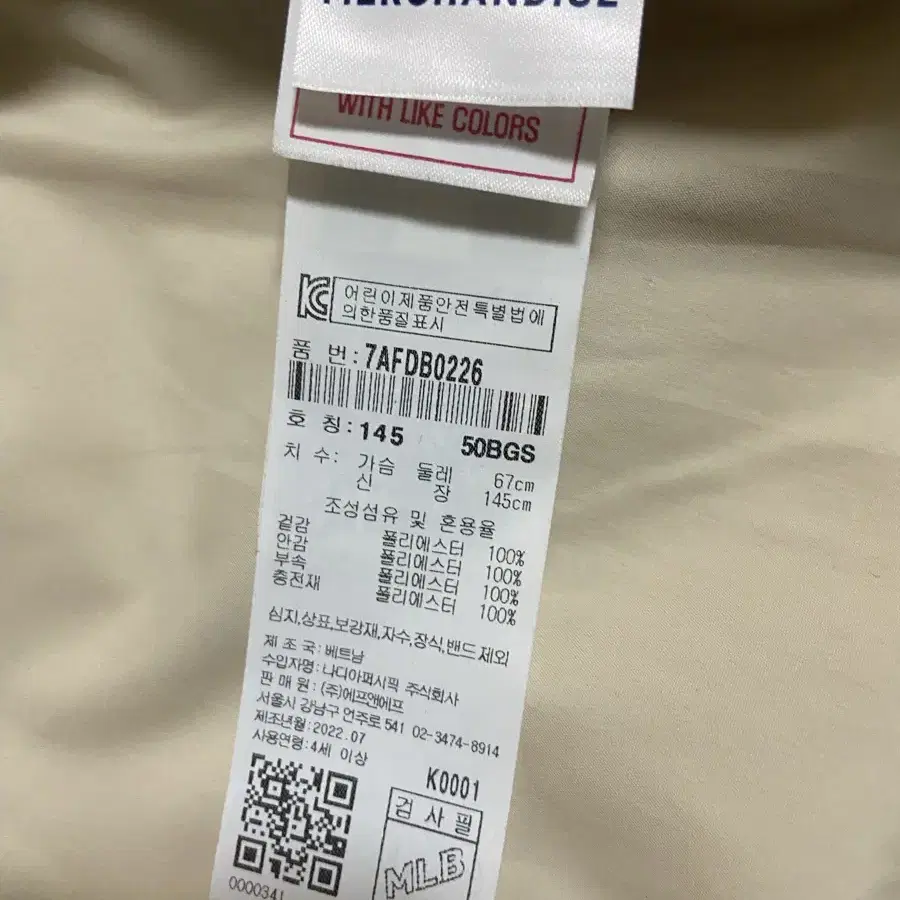 MERCHANDISE
WITH LIKE COLORS
어린이제품안전특별법에
의한품질표시
품 번: 7AFDB0226
호 칭: 145 50BGS
치 수: 가슴 둘레 67cm
신 장 145cm
조성섬유 및 혼용율
겉감 폴리에스터 100%
안감 폴리에스터 100%
부속 폴리에스터 100%
충전재 폴리에스터 100%
심지,상표,보강재,자수,장식,밴드 제외
제 조 국: 베트남
수입자명: 나디아퍼시픽 주식회사
판 매 원: (주)에프앤에프
서울시 강남구 언주로 541 02-3474-8914
제조년월: 2022.07
사용연령: 4세 이상
K0001
검사필
MLB
0000341